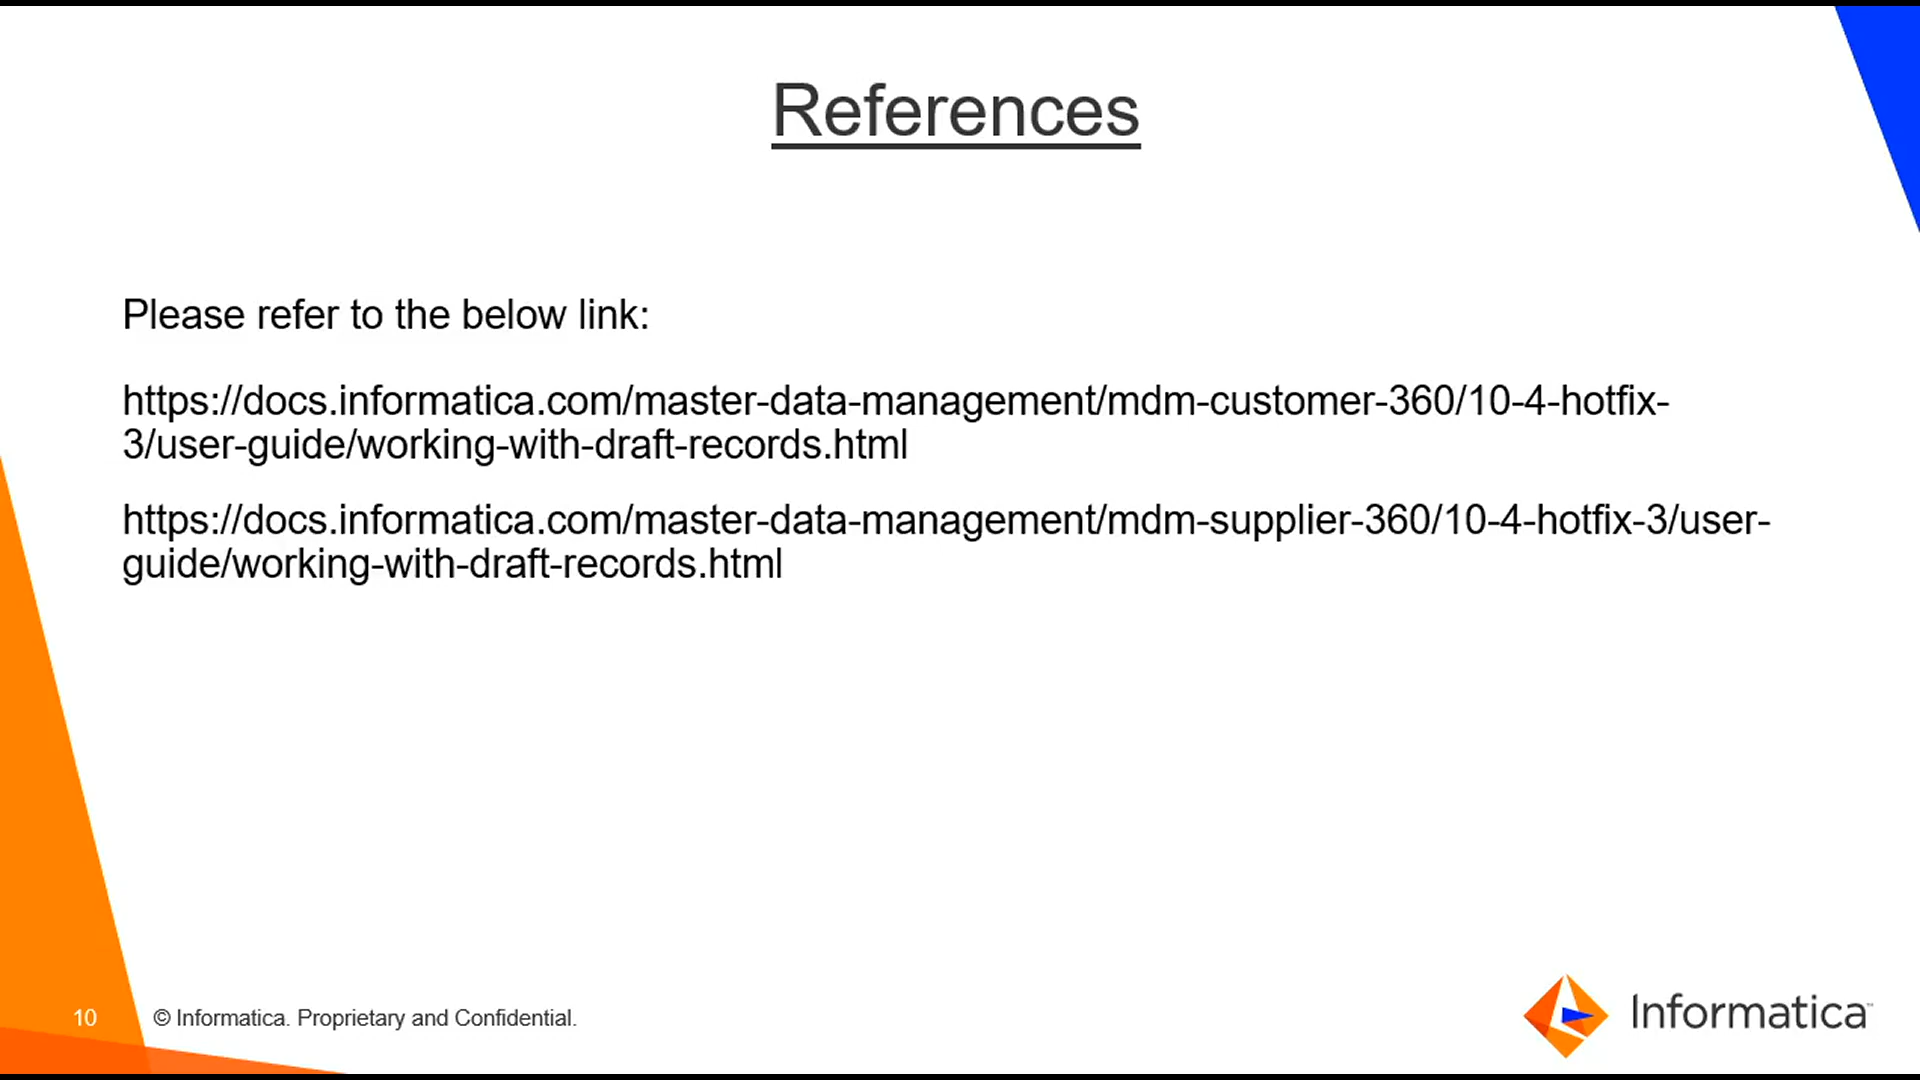 References
Please refer to the below link:
https://docs.informatica.com/master-data-management/mdm-customer-360/10-4-hotfix-
3/user-guide/working-with-draft-records.html
https://docs.informatica.com/master-data-management/mdm-supplier-360/10-4-hotfix-3/user-
guide/working-with-draft-records.html
10
© Informatica. Proprietary and Confidential.
Informatica™